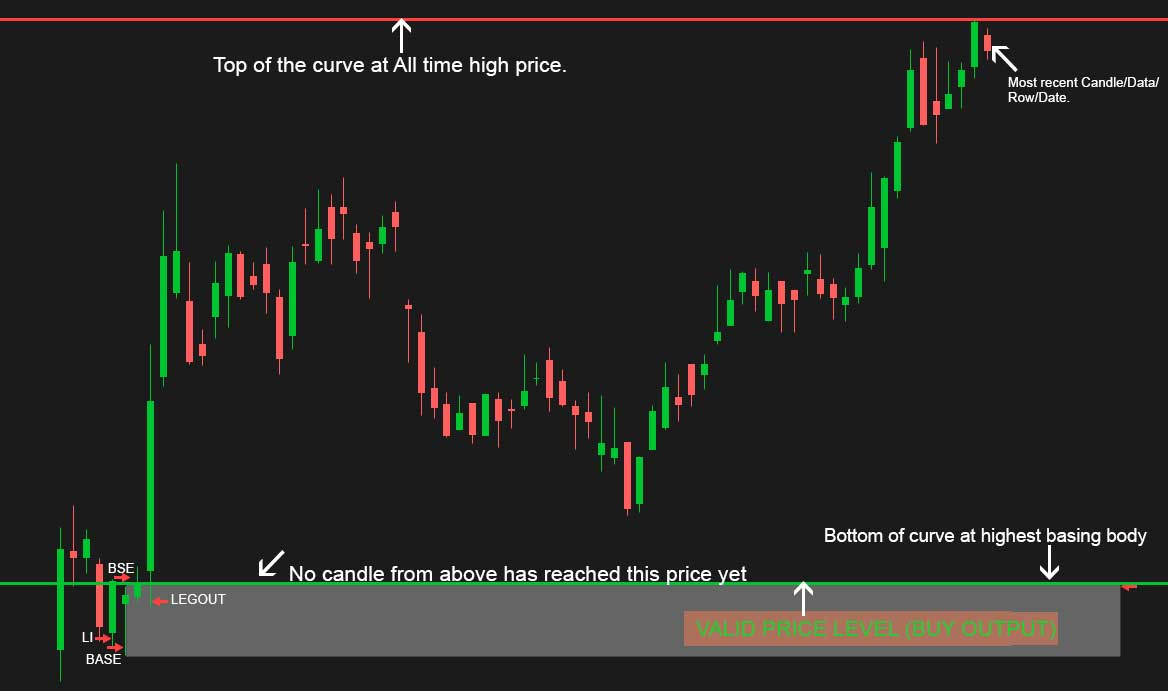 Top of the curve at All time high price.
Most recent Candle/Data/
Row/Date.
Bottom of curve at highest basing body
BSE
No candle from above has reached this price yet
LEGOUT
VALID PRICE LEVEL (BUY OUTPUT)
LI
BASE